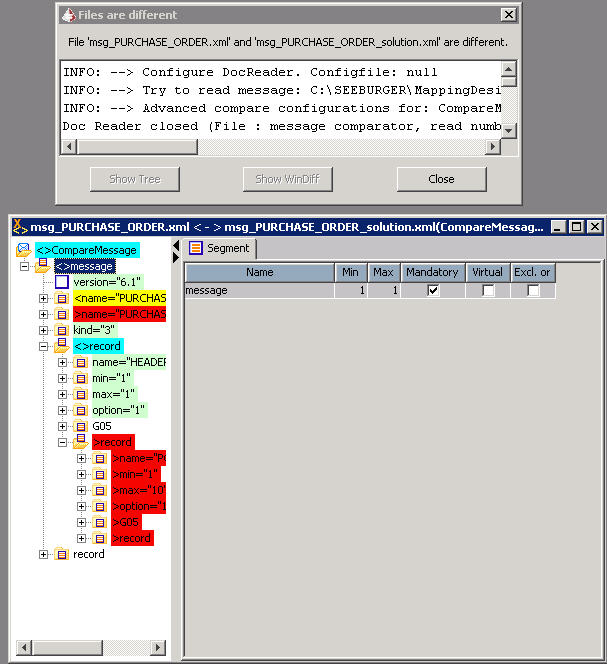 Files are different
File 'msg_PURCHASE_ORDER.xml' and 'msg_PURCHASE_ORDER_solution.xml' are different.
INFO: --> Configure DocReader. Configfile: null
INFO: --> Try to read message: C:\SEEBURGER\MappingDesi
INFO: --> Advanced compare configurations for: CompareM
Doc Reader closed (File : message comparator, read numb
Show Tree Show WinDiff Close
msg_PURCHASE_ORDER.xml < - > msg_PURCHASE_ORDER_solution.xml(CompareMessag...
<>CompareMessage
<>message
version="6.1"
<name="PURCHAS
>name="PURCHAS
kind="3"
<>record
name="HEADER
min="1"
max="1"
option="1"
G05
>record
>name="P
>min="1"
>max="10"
>option="1
>G05
>record
record
Segment
Name Min Max Mandatory Virtual Excl. or
message 1 1